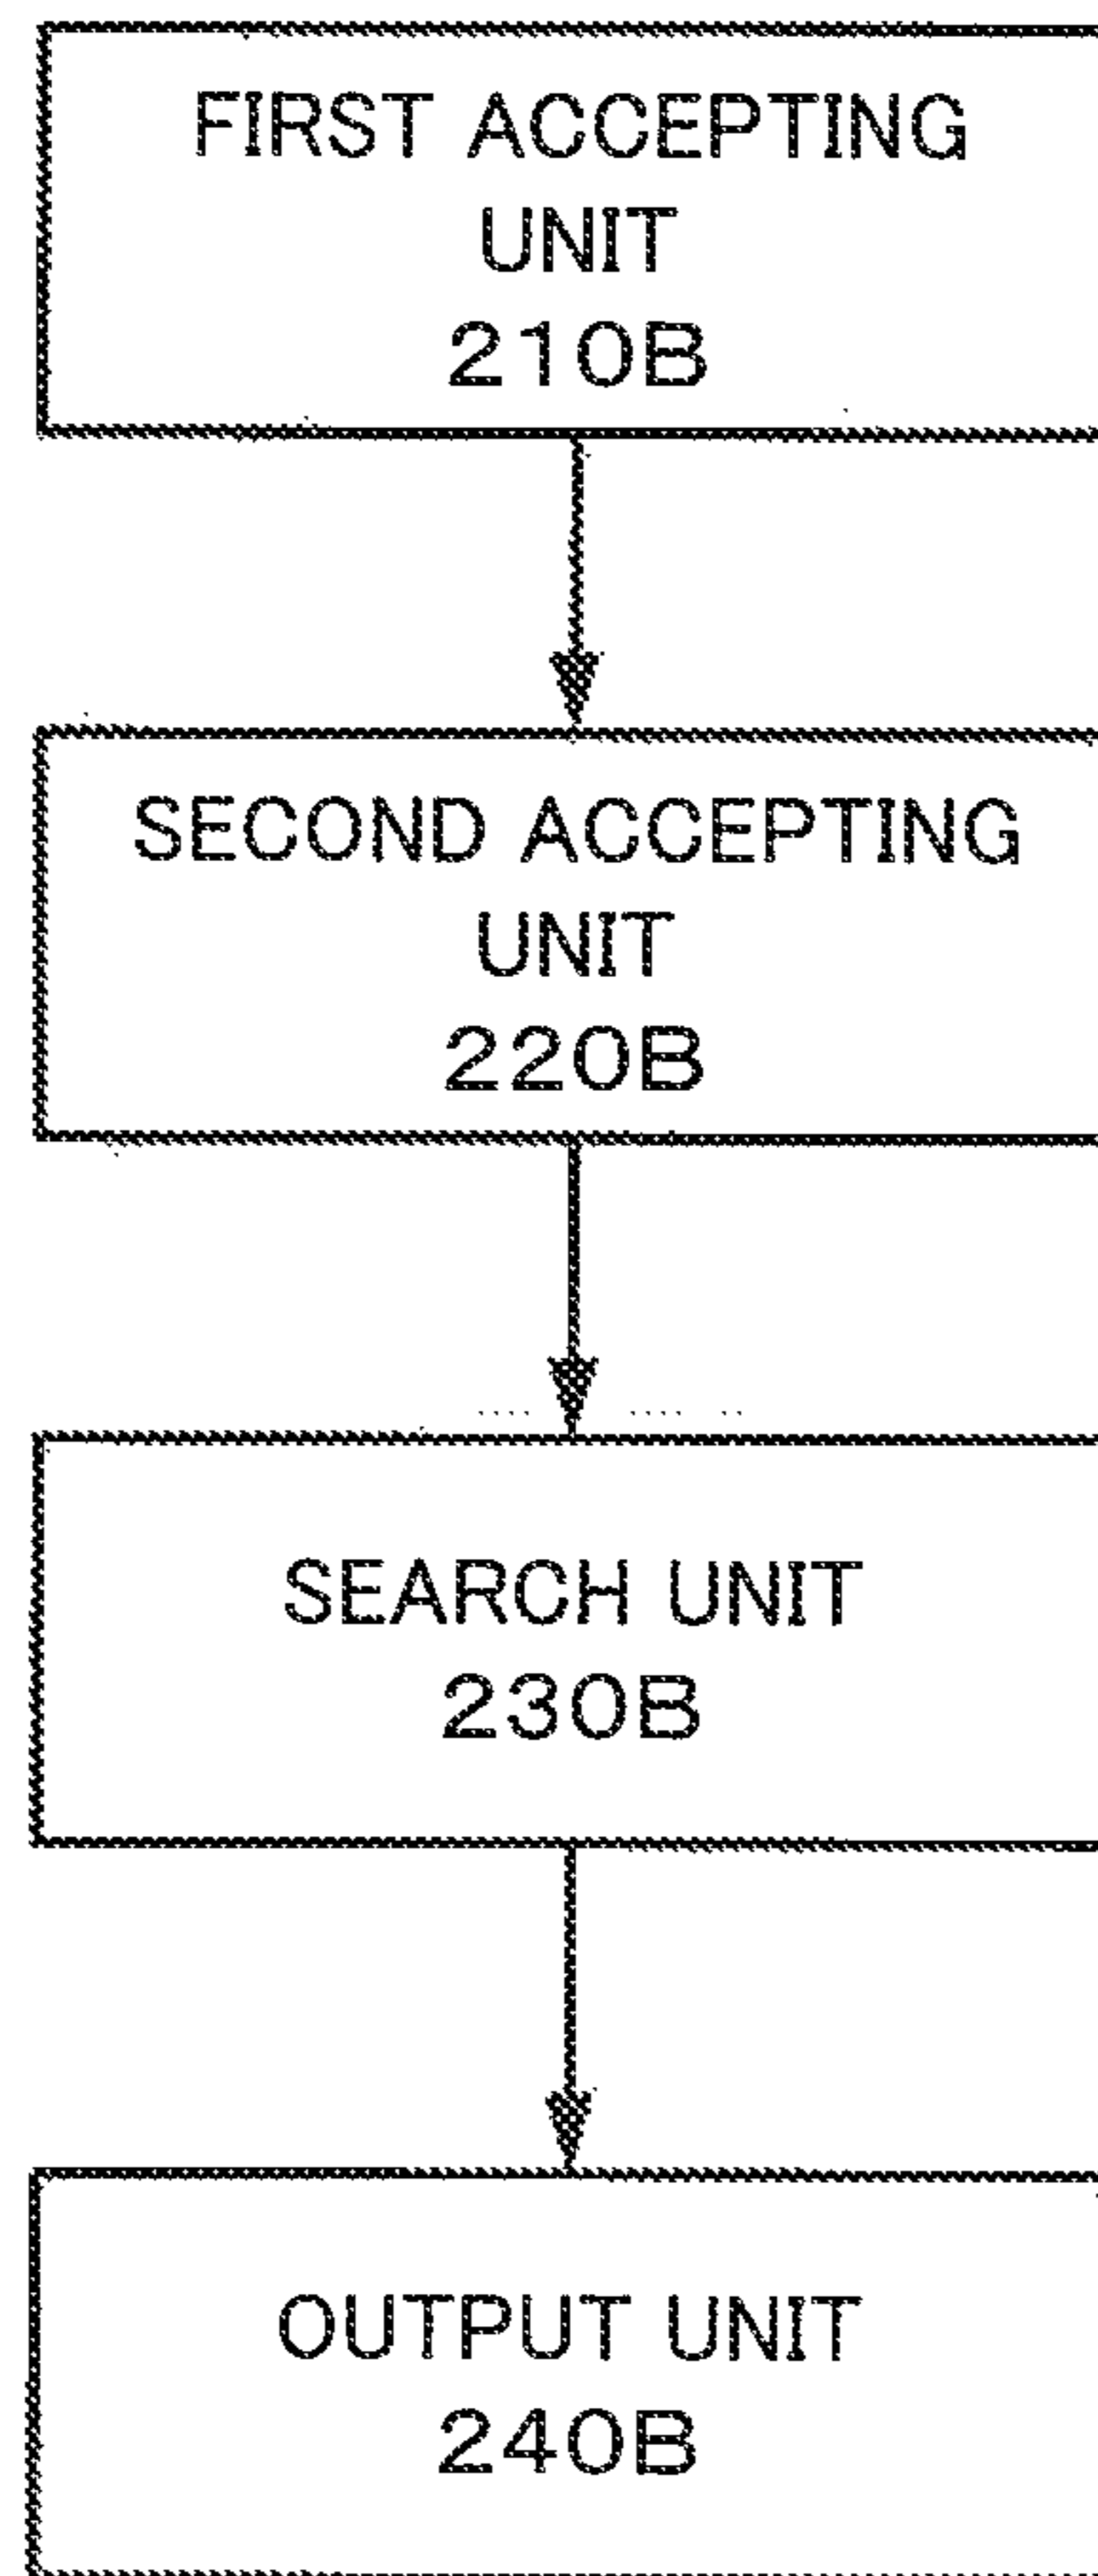 FIRST ACCEPTING
UNIT
210B
SECOND ACCEPTING
UNIT
220B
SEARCH UNIT
230B
OUTPUT UNIT
240B